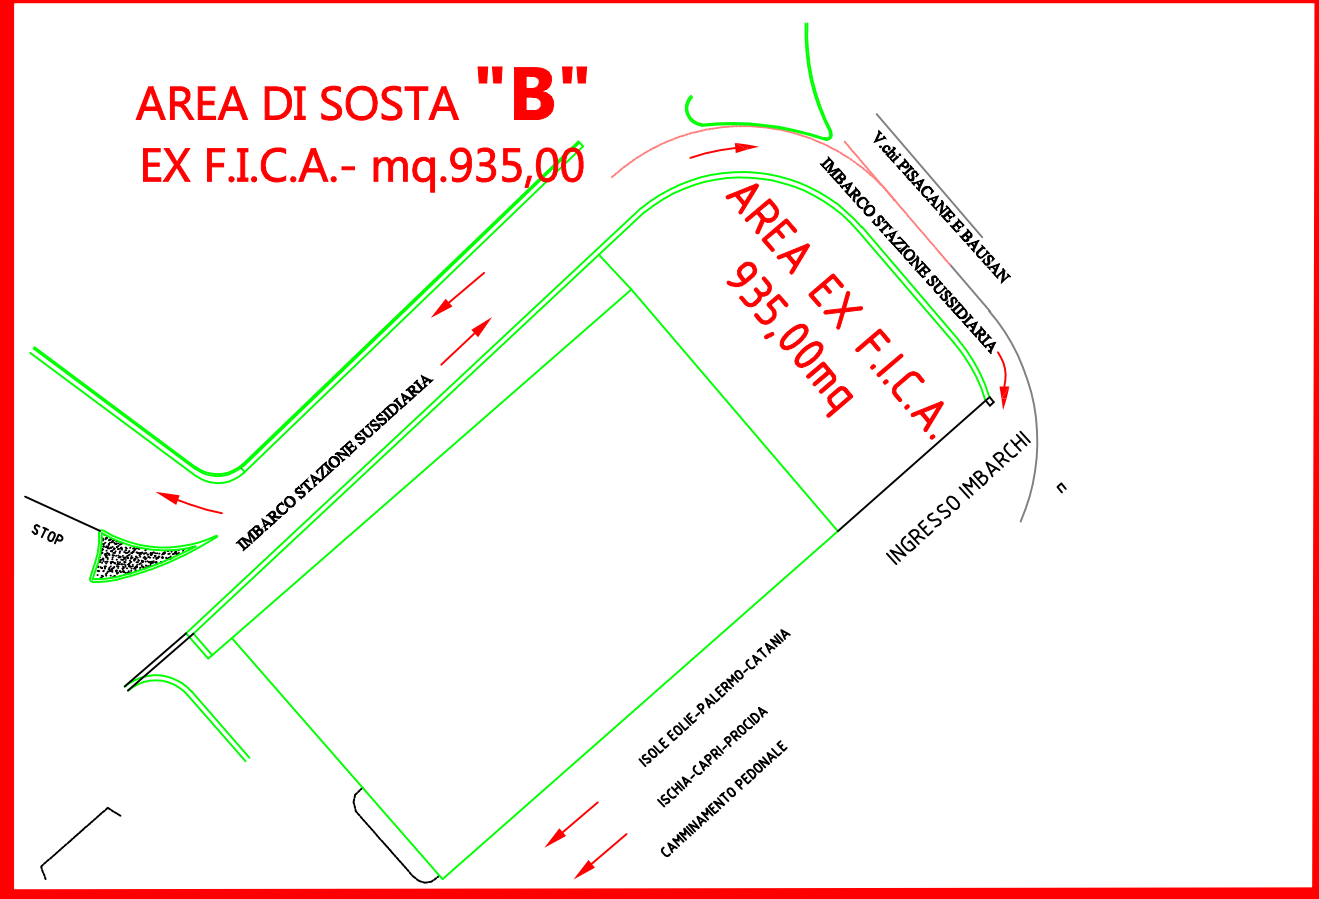 AREA DI SOSTA "B"
EX F.I.C.A.- mq.935,00
V.chi PISACANE E BAUSAN
IMBARCO STAZIONE SUSSIDIARIA
AREA EX F.I.C.A.
935,00mq
IMBARCO STAZIONE SUSSIDIARIA
INGRESSO IMBARCHI
STOP
ISOLE EOLIE-PALERMO-CATANIA
ISCHIA-CAPRI-PROCIDA
CAMMINAMENTO PEDONALE